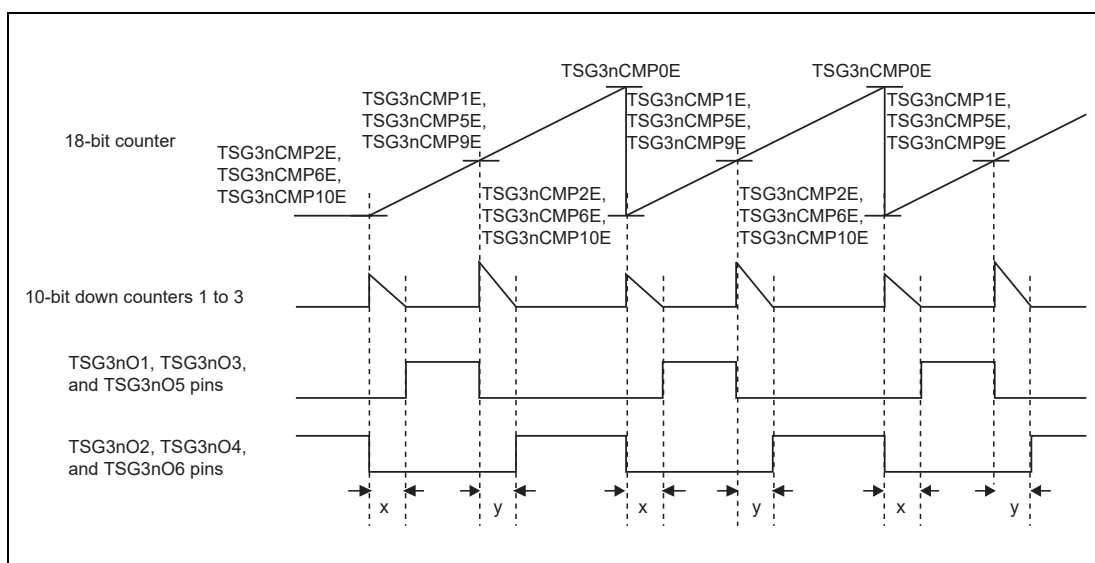 TSG3nCMP0E
TSG3nCMP0E
TSG3nCMP1E,
TSG3nCMP5E,
TSG3nCMP9E
TSG3nCMP1E,
TSG3nCMP5E,
TSG3nCMP9E
TSG3nCMP1E,
TSG3nCMP5E,
TSG3nCMP9E
18-bit counter
TSG3nCMP2E,
TSG3nCMP6E,
TSG3nCMP10E
TSG3nCMP2E,
TSG3nCMP6E,
TSG3nCMP10E
TSG3nCMP2E,
TSG3nCMP6E,
TSG3nCMP10E
10-bit down counters 1 to 3
TSG3nO1, TSG3nO3,
and TSG3nO5 pins
TSG3nO2, TSG3nO4,
and TSG3nO6 pins
x
y
x
y
x
y